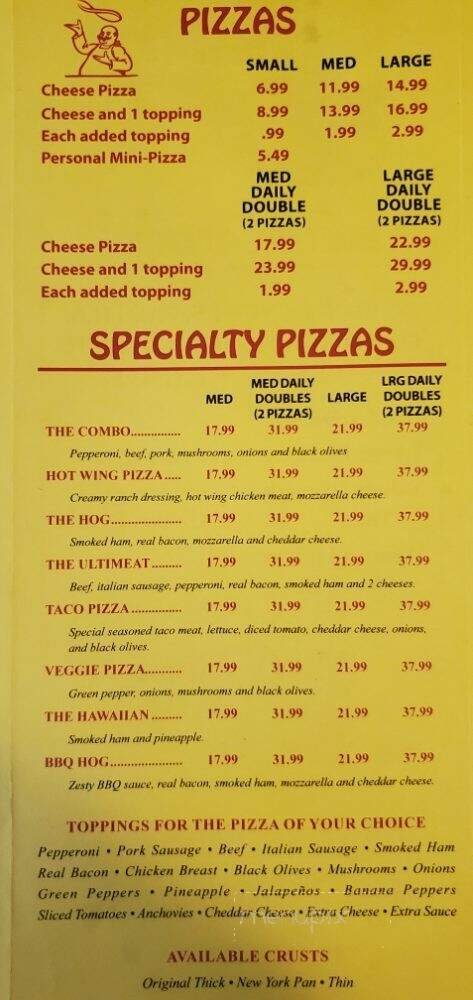 PIZZAS
SMALL MED LARGE
Cheese Pizza 6.99 11.99 14.99
Cheese and 1 topping 8.99 13.99 16.99
Each added topping .99 1.99 2.99
Personal Mini-Pizza 5.49
MED LARGE
DAILY DAILY
DOUBLE DOUBLE
(2 PIZZAS) (2 PIZZAS)
Cheese Pizza 17.99 22.99
Cheese and 1 topping 23.99 29.99
Each added topping 1.99 2.99
SPECIALTY PIZZAS
MED DAILY LRG DAILY
MED DOUBLES LARGE DOUBLES
(2 PIZZAS) (2 PIZZAS)
THE COMBO............... 17.99 31.99 21.99 37.99
Pepperoni, beef, pork, mushrooms, onions and black olives
HOT WING PIZZA ..... 17.99 31.99 21.99 37.99
Creamy ranch dressing, hot wing chicken meat, mozzarella cheese.
THE HOG...................... 17.99 31.99 21.99 37.99
Smoked ham, real bacon, mozzarella and cheddar cheese.
THE ULTIMEAT ......... 17.99 31.99 21.99 37.99
Beef, italian sausage, pepperoni, real bacon, smoked ham and 2 cheeses.
TACO PIZZA ............... 17.99 31.99 21.99 37.99
Special seasoned taco meat, lettuce, diced tomato, cheddar cheese, onions,
and black olives.
VEGGIE PIZZA........... 17.99 31.99 21.99 37.99
Green pepper, onions, mushrooms and black olives.
THE HAWAIIAN ......... 17.99 31.99 21.99 37.99
Smoked ham and pineapple.
BBQ HOG...................... 17.99 31.99 21.99 37.99
Zesty BBQ sauce, real bacon, smoked ham, mozzarella and cheddar cheese.
TOPPINGS FOR THE PIZZA OF YOUR CHOICE
Pepperoni • Pork Sausage • Beef • Italian Sausage • Smoked Ham
Real Bacon • Chicken Breast • Black Olives • Mushrooms • Onions
Green Peppers • Pineapple • Jalapeños • Banana Peppers
Sliced Tomatoes • Anchovies • Cheddar Cheese • Extra Cheese • Extra Sauce
AVAILABLE CRUSTS
Original Thick • New York Pan • Thin